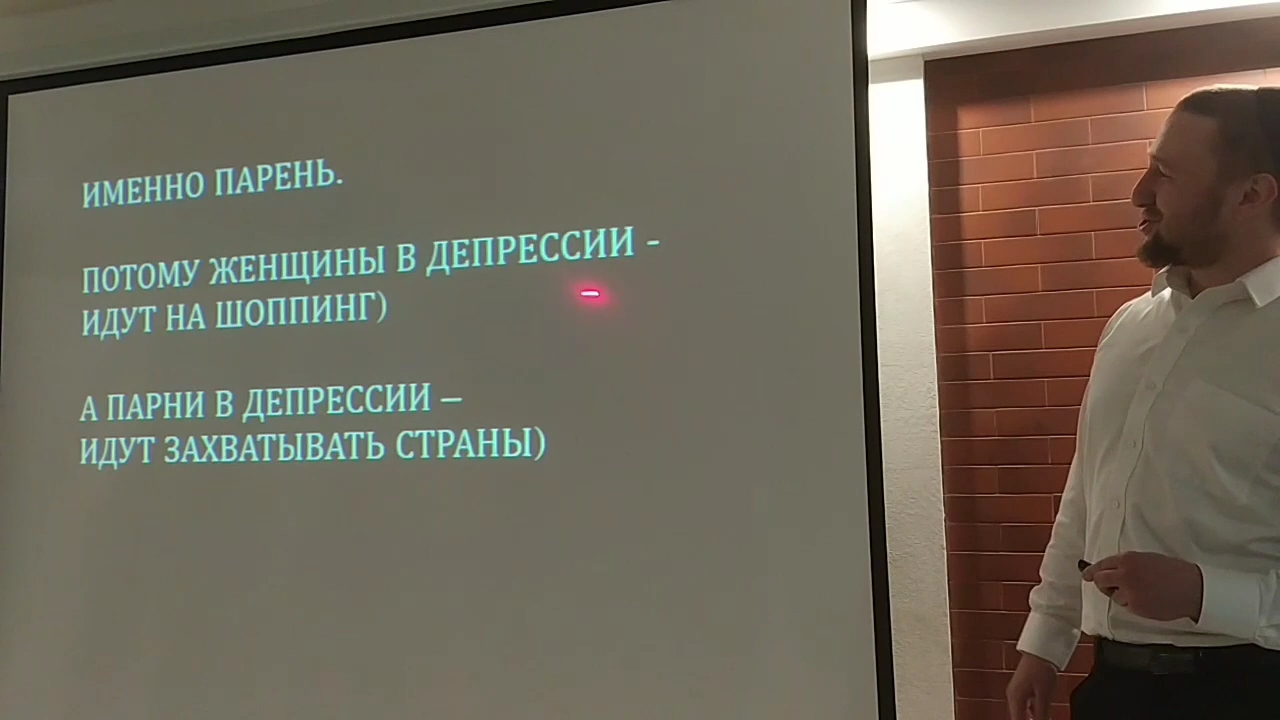 ИМЕННО ПАРЕНЬ.
ПОТОМУ ЖЕНЩИНЫ В ДЕПРЕССИИ -
ИДУТ НА ШОППИНГ)
А ПАРНИ В ДЕПРЕССИИ –
ИДУТ ЗАХВАТЫВАТЬ СТРАНЫ)